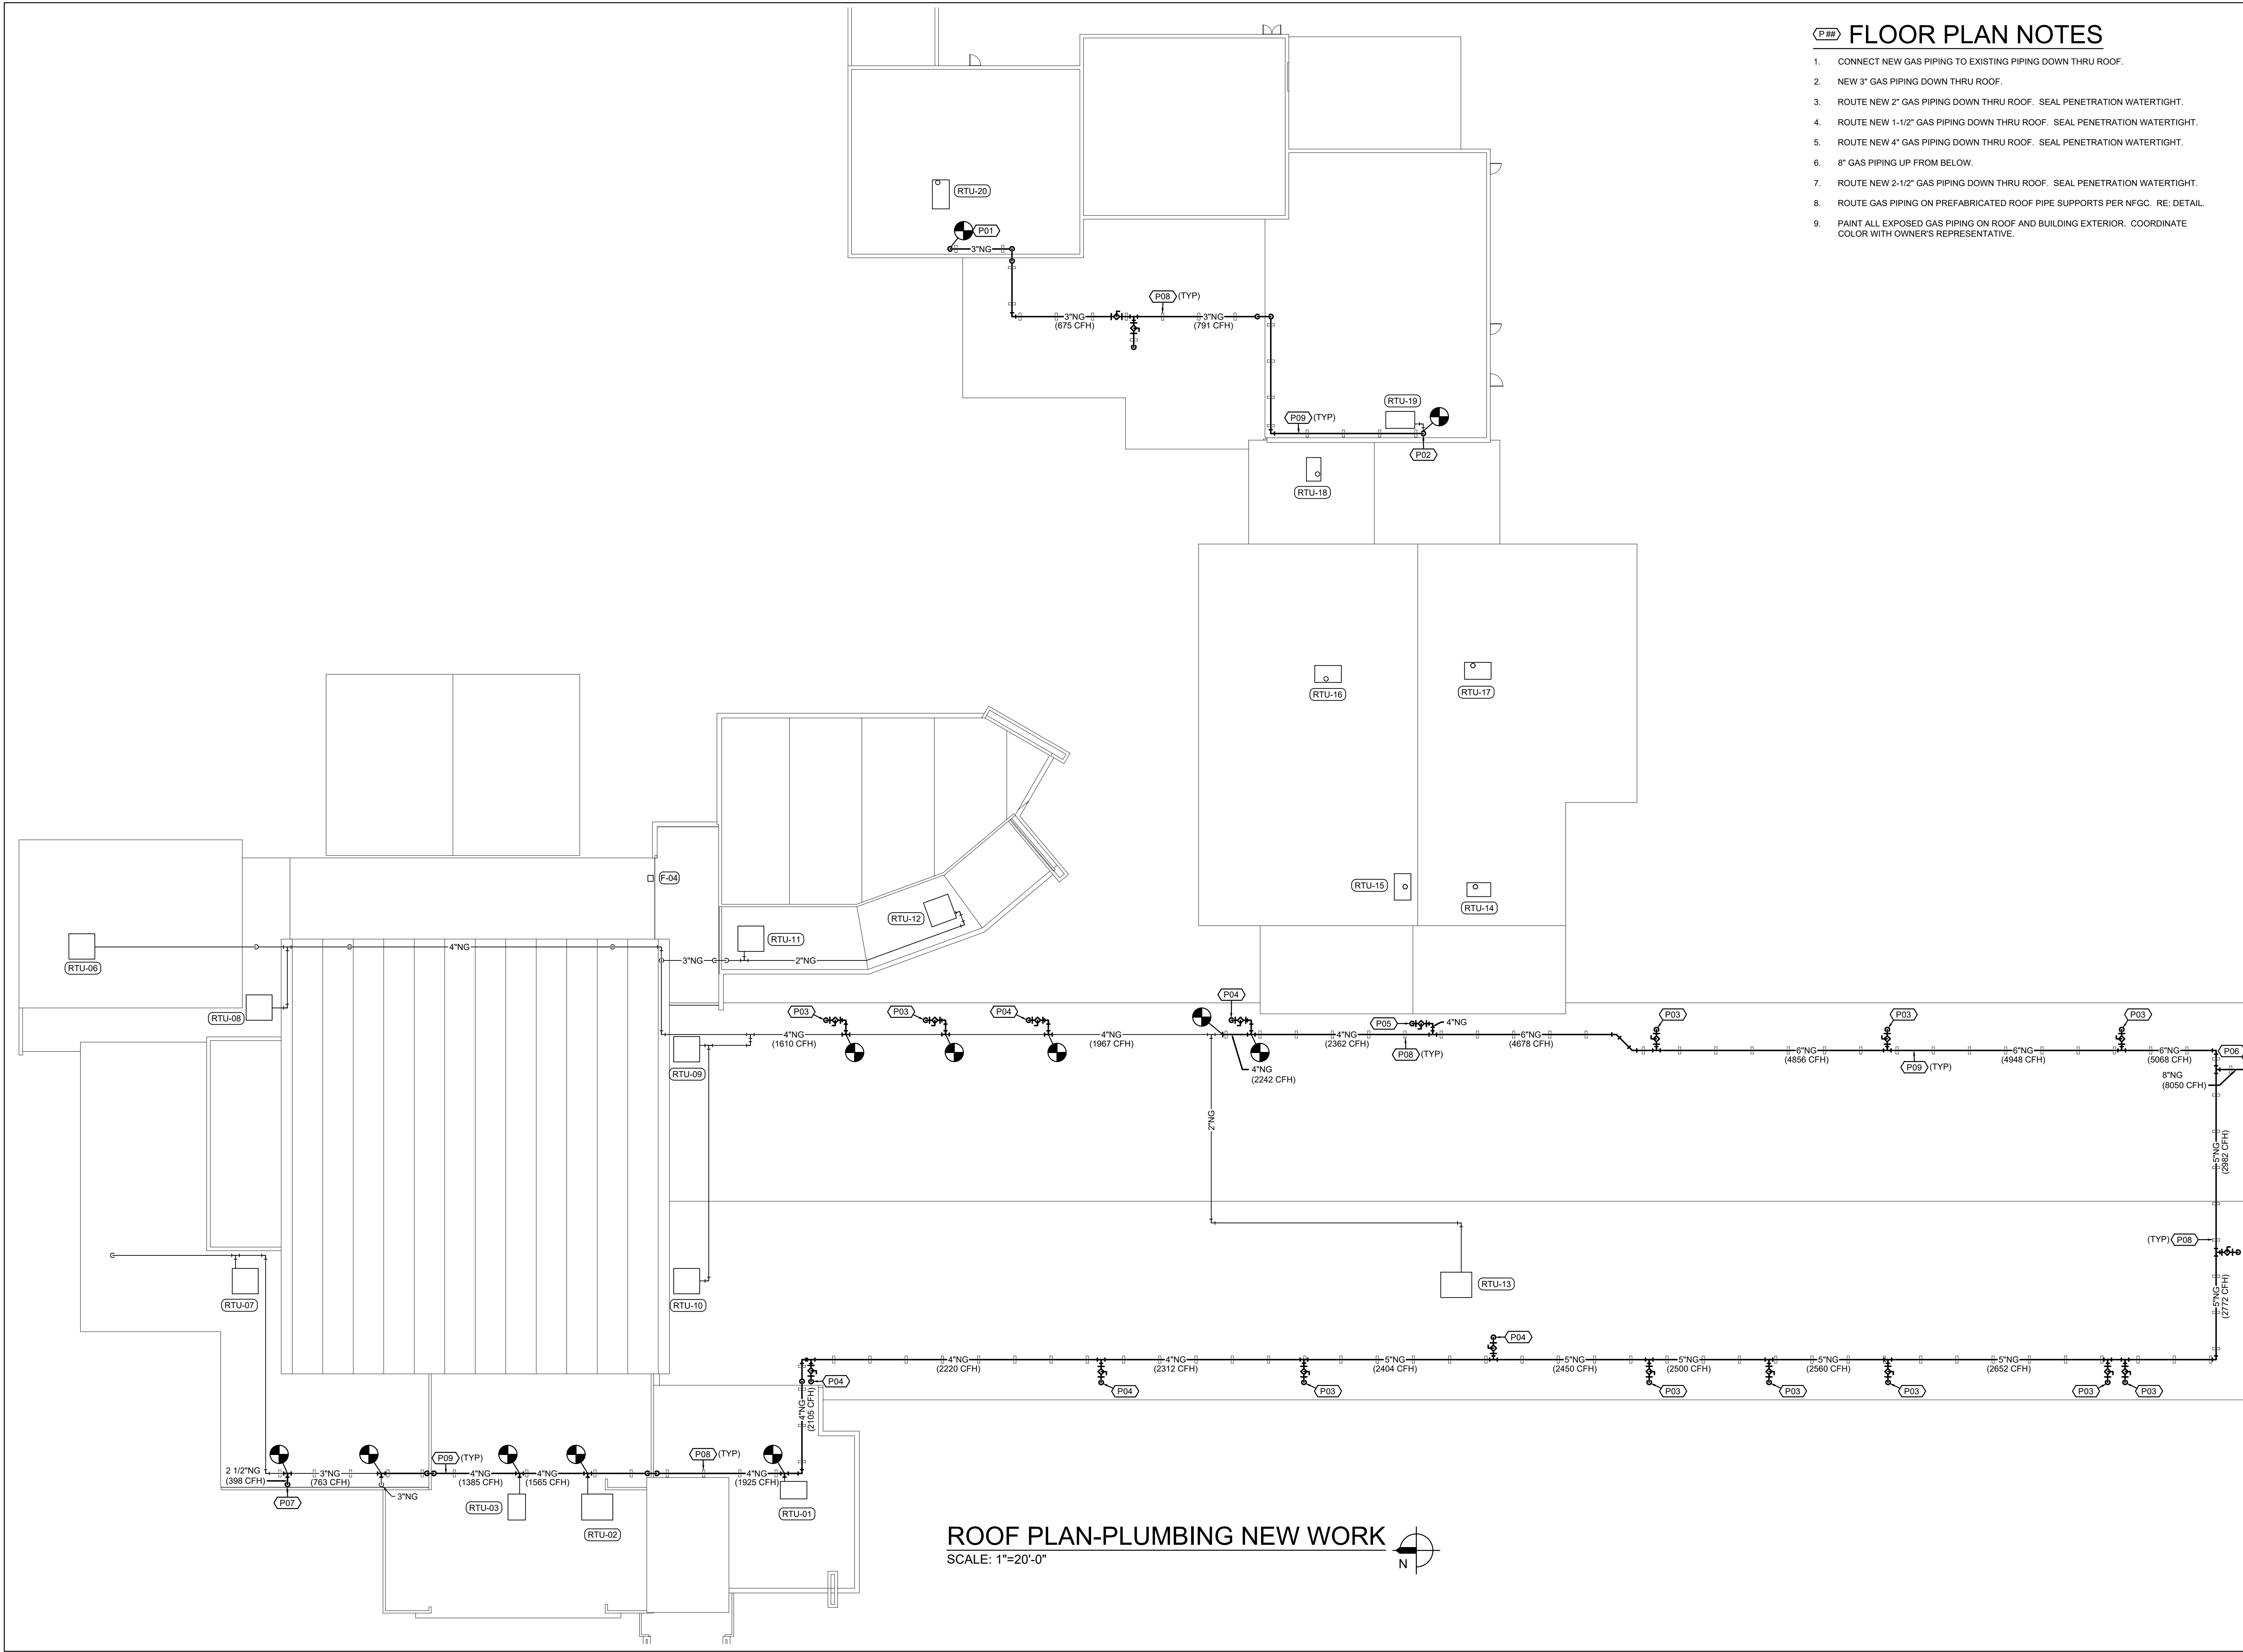 P ## FLOOR PLAN NOTES
1. CONNECT NEW GAS PIPING TO EXISTING PIPING DOWN THRU ROOF.
2. NEW 3" GAS PIPING DOWN THRU ROOF.
3. ROUTE NEW 2" GAS PIPING DOWN THRU ROOF. SEAL PENETRATION WATERTIGHT.
4. ROUTE NEW 1-1/2" GAS PIPING DOWN THRU ROOF. SEAL PENETRATION WATERTIGHT.
5. ROUTE NEW 4" GAS PIPING DOWN THRU ROOF. SEAL PENETRATION WATERTIGHT.
6. 8" GAS PIPING UP FROM BELOW.
7. ROUTE NEW 2-1/2" GAS PIPING DOWN THRU ROOF. SEAL PENETRATION WATERTIGHT.
8. ROUTE GAS PIPING ON PREFABRICATED ROOF PIPE SUPPORTS PER NFGC. RE: DETAIL.
9. PAINT ALL EXPOSED GAS PIPING ON ROOF AND BUILDING EXTERIOR. COORDINATE
COLOR WITH OWNER'S REPRESENTATIVE.
RTU-20
P01
3"NG
P08 (TYP)
3"NG
(675 CFH)
3"NG
(791 CFH)
RTU-19
P09 (TYP)
P02
RTU-18
RTU-16
RTU-17
RTU-15
RTU-14
F-04
RTU-12
RTU-11
RTU-06
4"NG
3"NG
2"NG
RTU-08
P03
P03
P04
P04
P05
4"NG
P03
P03
P03
4"NG
(1610 CFH)
4"NG
(1967 CFH)
4"NG
(2242 CFH)
4"NG
(2362 CFH)
P08 (TYP)
6"NG
(4678 CFH)
6"NG
(4856 CFH)
P09 (TYP)
6"NG
(4948 CFH)
6"NG
(5068 CFH)
P06
8"NG
(8050 CFH)
RTU-09
2"NG
5"NG
(2982 CFH)
(TYP) P08
5"NG
(2772 CFH)
RTU-07
RTU-10
RTU-13
P04
4"NG
(2220 CFH)
4"NG
(2312 CFH)
5"NG
(2404 CFH)
5"NG
(2450 CFH)
5"NG
(2500 CFH)
5"NG
(2560 CFH)
5"NG
(2652 CFH)
P04
P04
P03
P03
P03
P03
P03
P03
4"NG
(2105 CFH)
2 1/2"NG
(398 CFH)
3"NG
(763 CFH)
P09 (TYP)
4"NG
(1385 CFH)
4"NG
(1565 CFH)
P08 (TYP)
4"NG
(1925 CFH)
P07
3"NG
RTU-03
RTU-02
RTU-01
ROOF PLAN-PLUMBING NEW WORK
SCALE: 1"=20'-0"
N